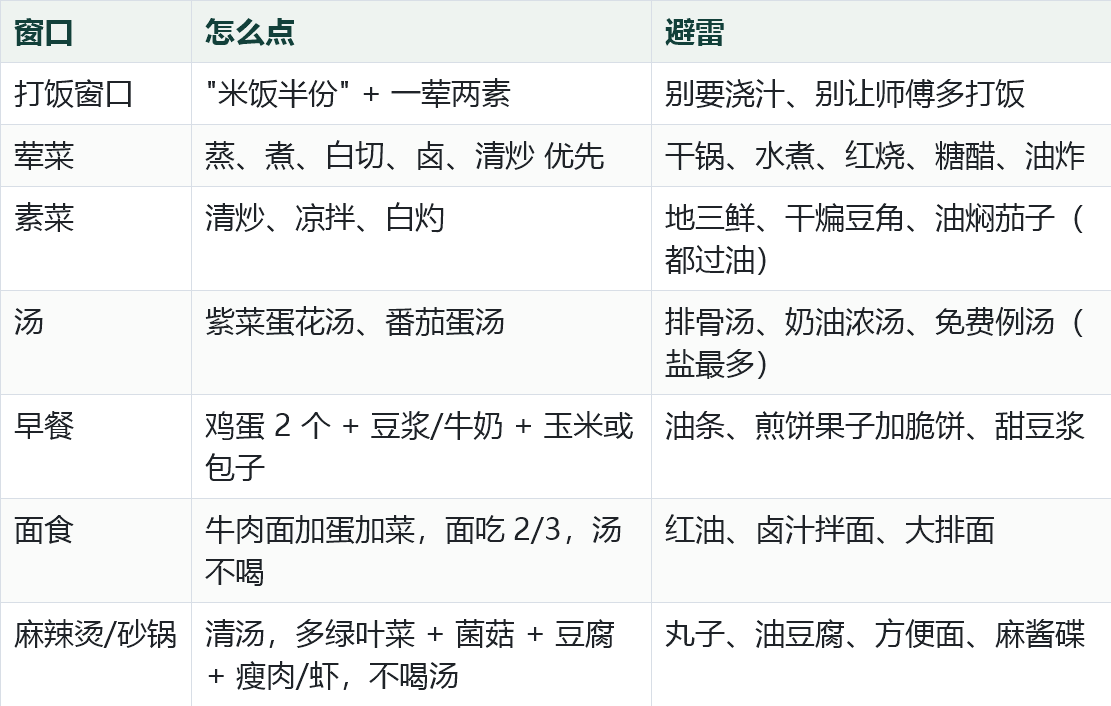 窗口 怎么点 避雷
打饭窗口 "米饭半份" + 一荤两素 别要浇汁、别让师傅多打饭
荤菜 蒸、煮、白切、卤、清炒 优先 干锅、水煮、红烧、糖醋、油炸
素菜 清炒、凉拌、白灼 地三鲜、干煸豆角、油焖茄子（
都过油）
汤 紫菜蛋花汤、番茄蛋汤 排骨汤、奶油浓汤、免费例汤（
盐最多）
早餐 鸡蛋 2 个 + 豆浆/牛奶 + 玉米或 油条、煎饼果子加脆饼、甜豆浆
包子
面食 牛肉面加蛋加菜，面吃 2/3，汤 红油、卤汁拌面、大排面
不喝
麻辣烫/砂锅 清汤，多绿叶菜 + 菌菇 + 豆腐 丸子、油豆腐、方便面、麻酱碟
+ 瘦肉/虾，不喝汤